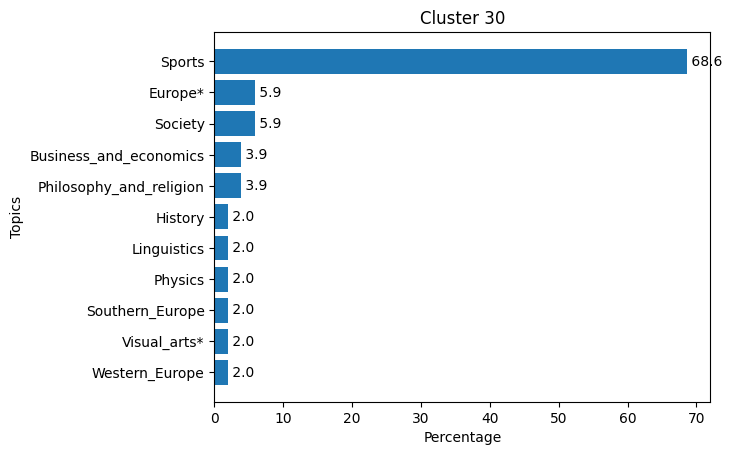 Cluster 30
Sports 68.6
Europe* 5.9
Society 5.9
Business_and_economics 3.9
Philosophy_and_religion 3.9
History 2.0
Linguistics 2.0
Physics 2.0
Southern_Europe 2.0
Visual_arts* 2.0
Western_Europe 2.0
Topics
0 10 20 30 40 50 60 70
Percentage